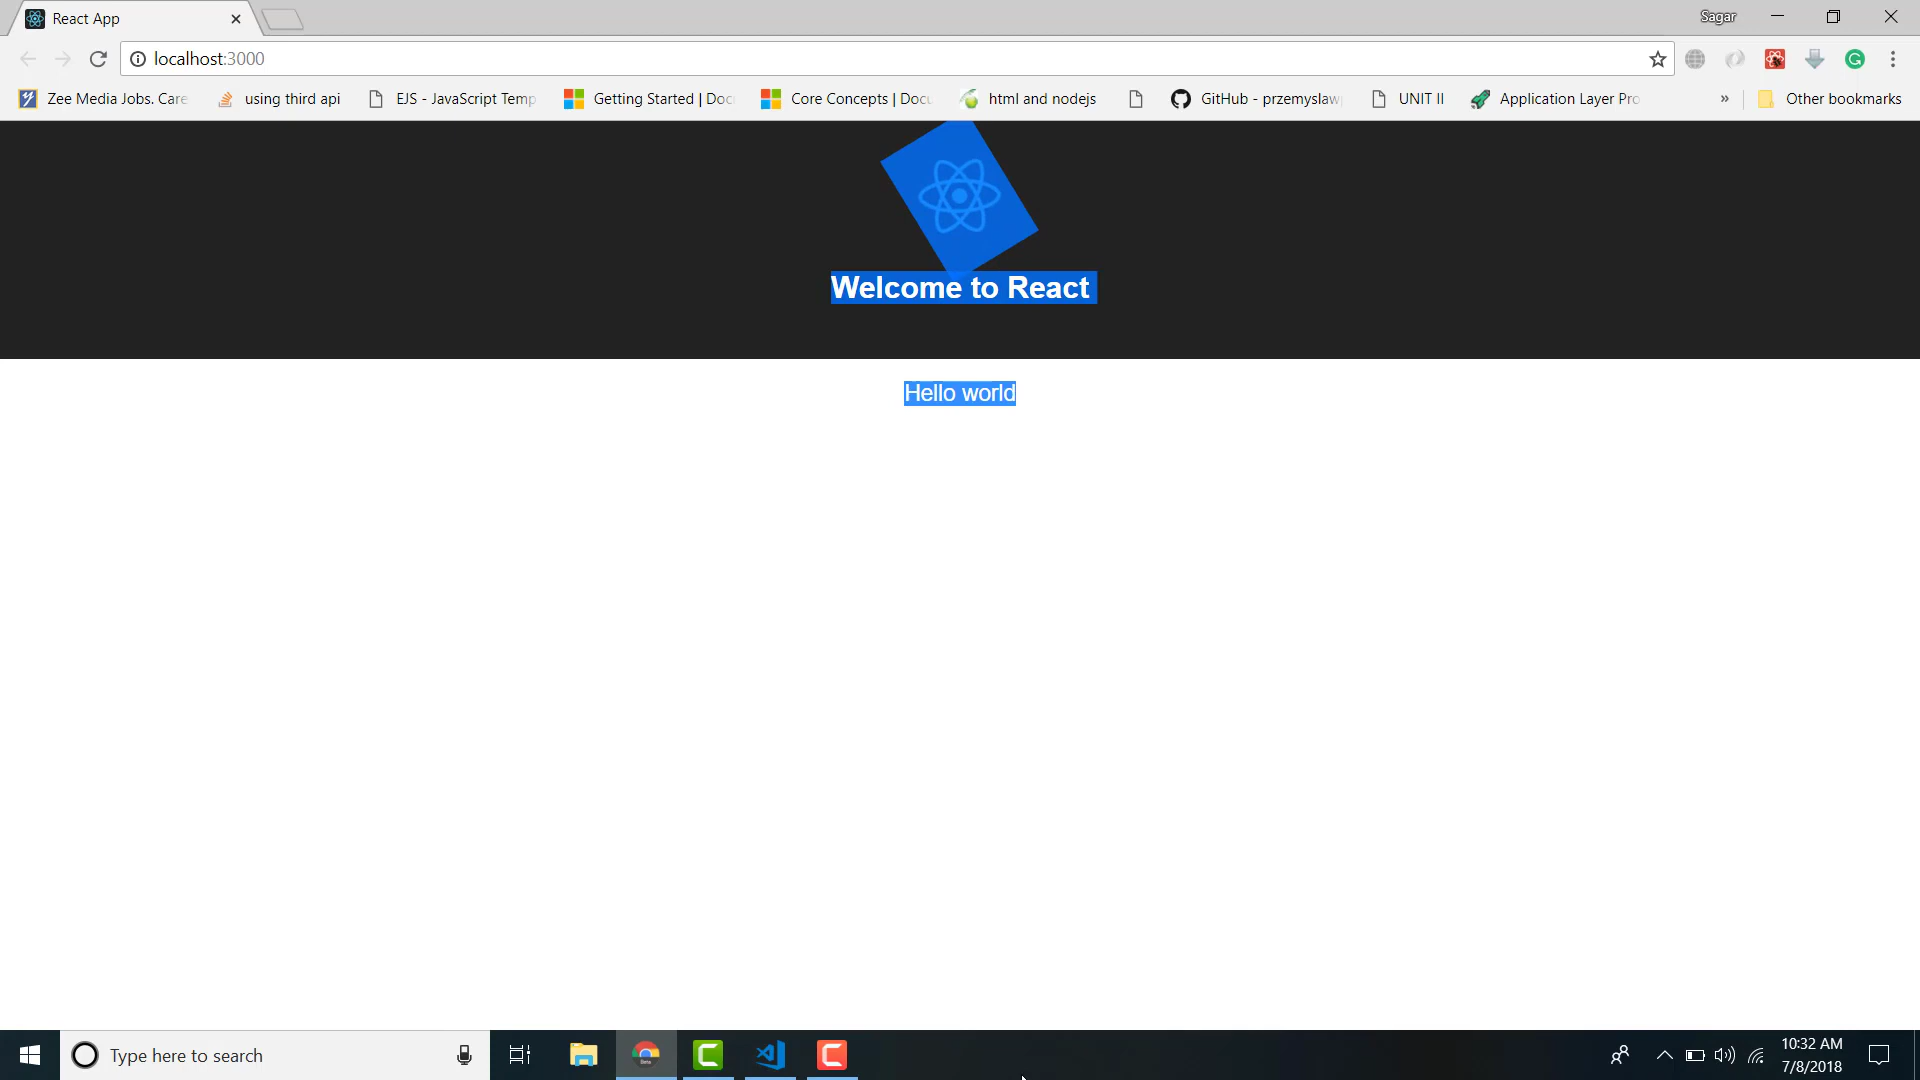 React App
Sagar
localhost:3000
Zee Media Jobs. Care
using third api
EJS - JavaScript Temp
Getting Started | Doc
Core Concepts | Docu
html and nodejs
GitHub - przemyslaw
UNIT II
Application Layer Pro
»
Other bookmarks
Welcome to React
Hello world
Type here to search
10:32 AM
7/8/2018